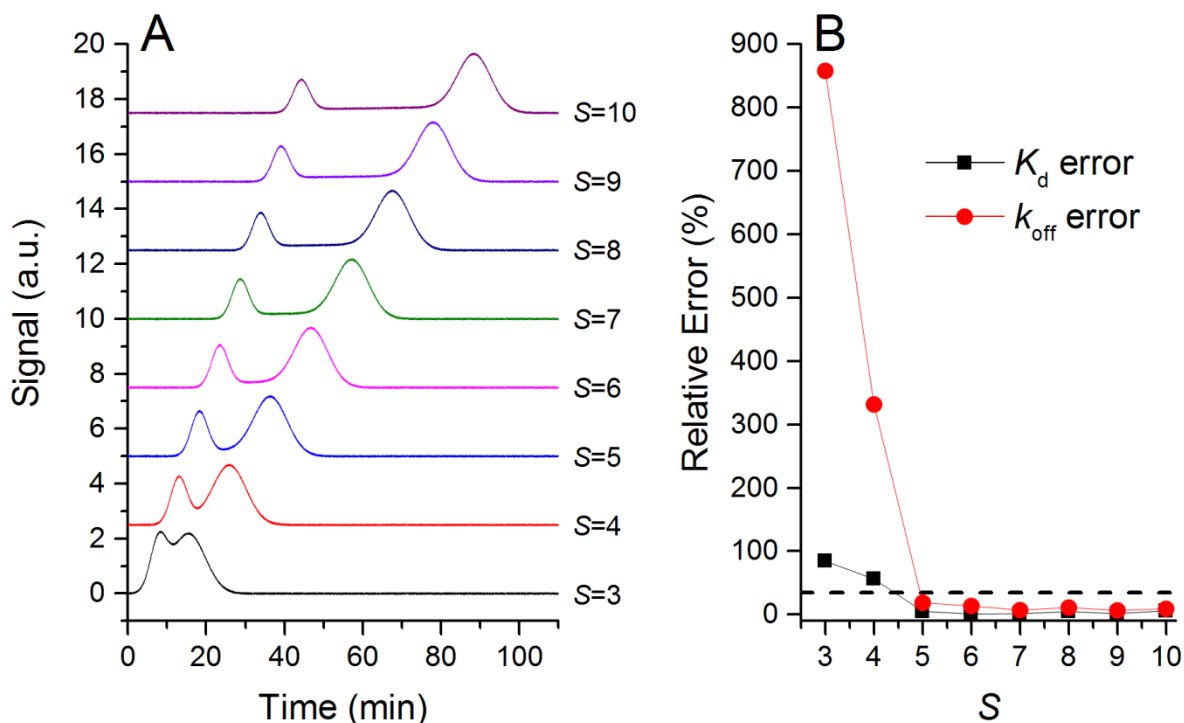 A
Signal (a.u.)
20
18
16
14
12
10
8
6
4
2
0
S=10
S=9
S=8
S=7
S=6
S=5
S=4
S=3
0 20 40 60 80 100
Time (min)
B
Relative Error (%)
900
800
700
600
500
400
300
200
100
0
Kd error
koff error
3 4 5 6 7 8 9 10
S